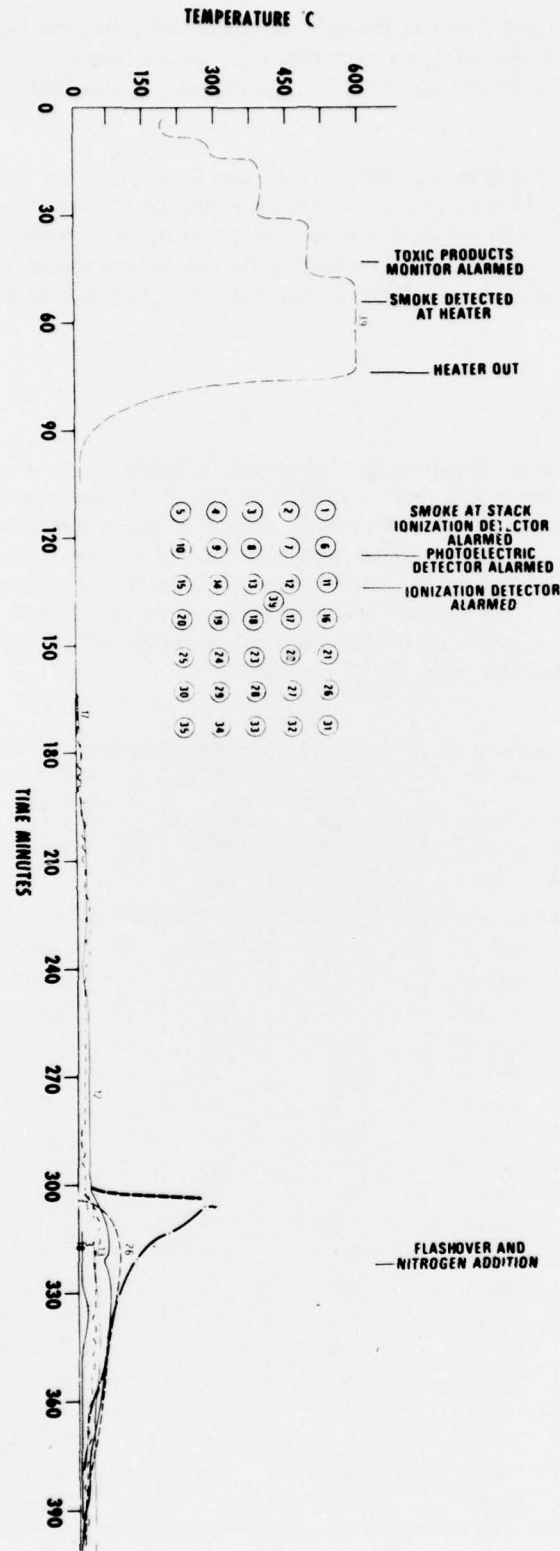 TEMPERATURE °C
0
150
300
450
600
0
30
60
90
120
150
180
210
240
270
300
330
360
390
TIME MINUTES
TOXIC PRODUCTS
MONITOR ALARMED
SMOKE DETECTED
AT HEATER
HEATER OUT
SMOKE AT STACK
IONIZATION DETECTOR
ALARMED
PHOTOELECTRIC
DETECTOR ALARMED
IONIZATION DETECTOR
ALARMED
FLASHOVER AND
NITROGEN ADDITION
5 4 3 2 1
10 9 8 7 6
15 14 13 12 11
39
20 19 18 17 16
25 24 23 22 21
30 29 28 27 26
35 34 33 32 31
17
26